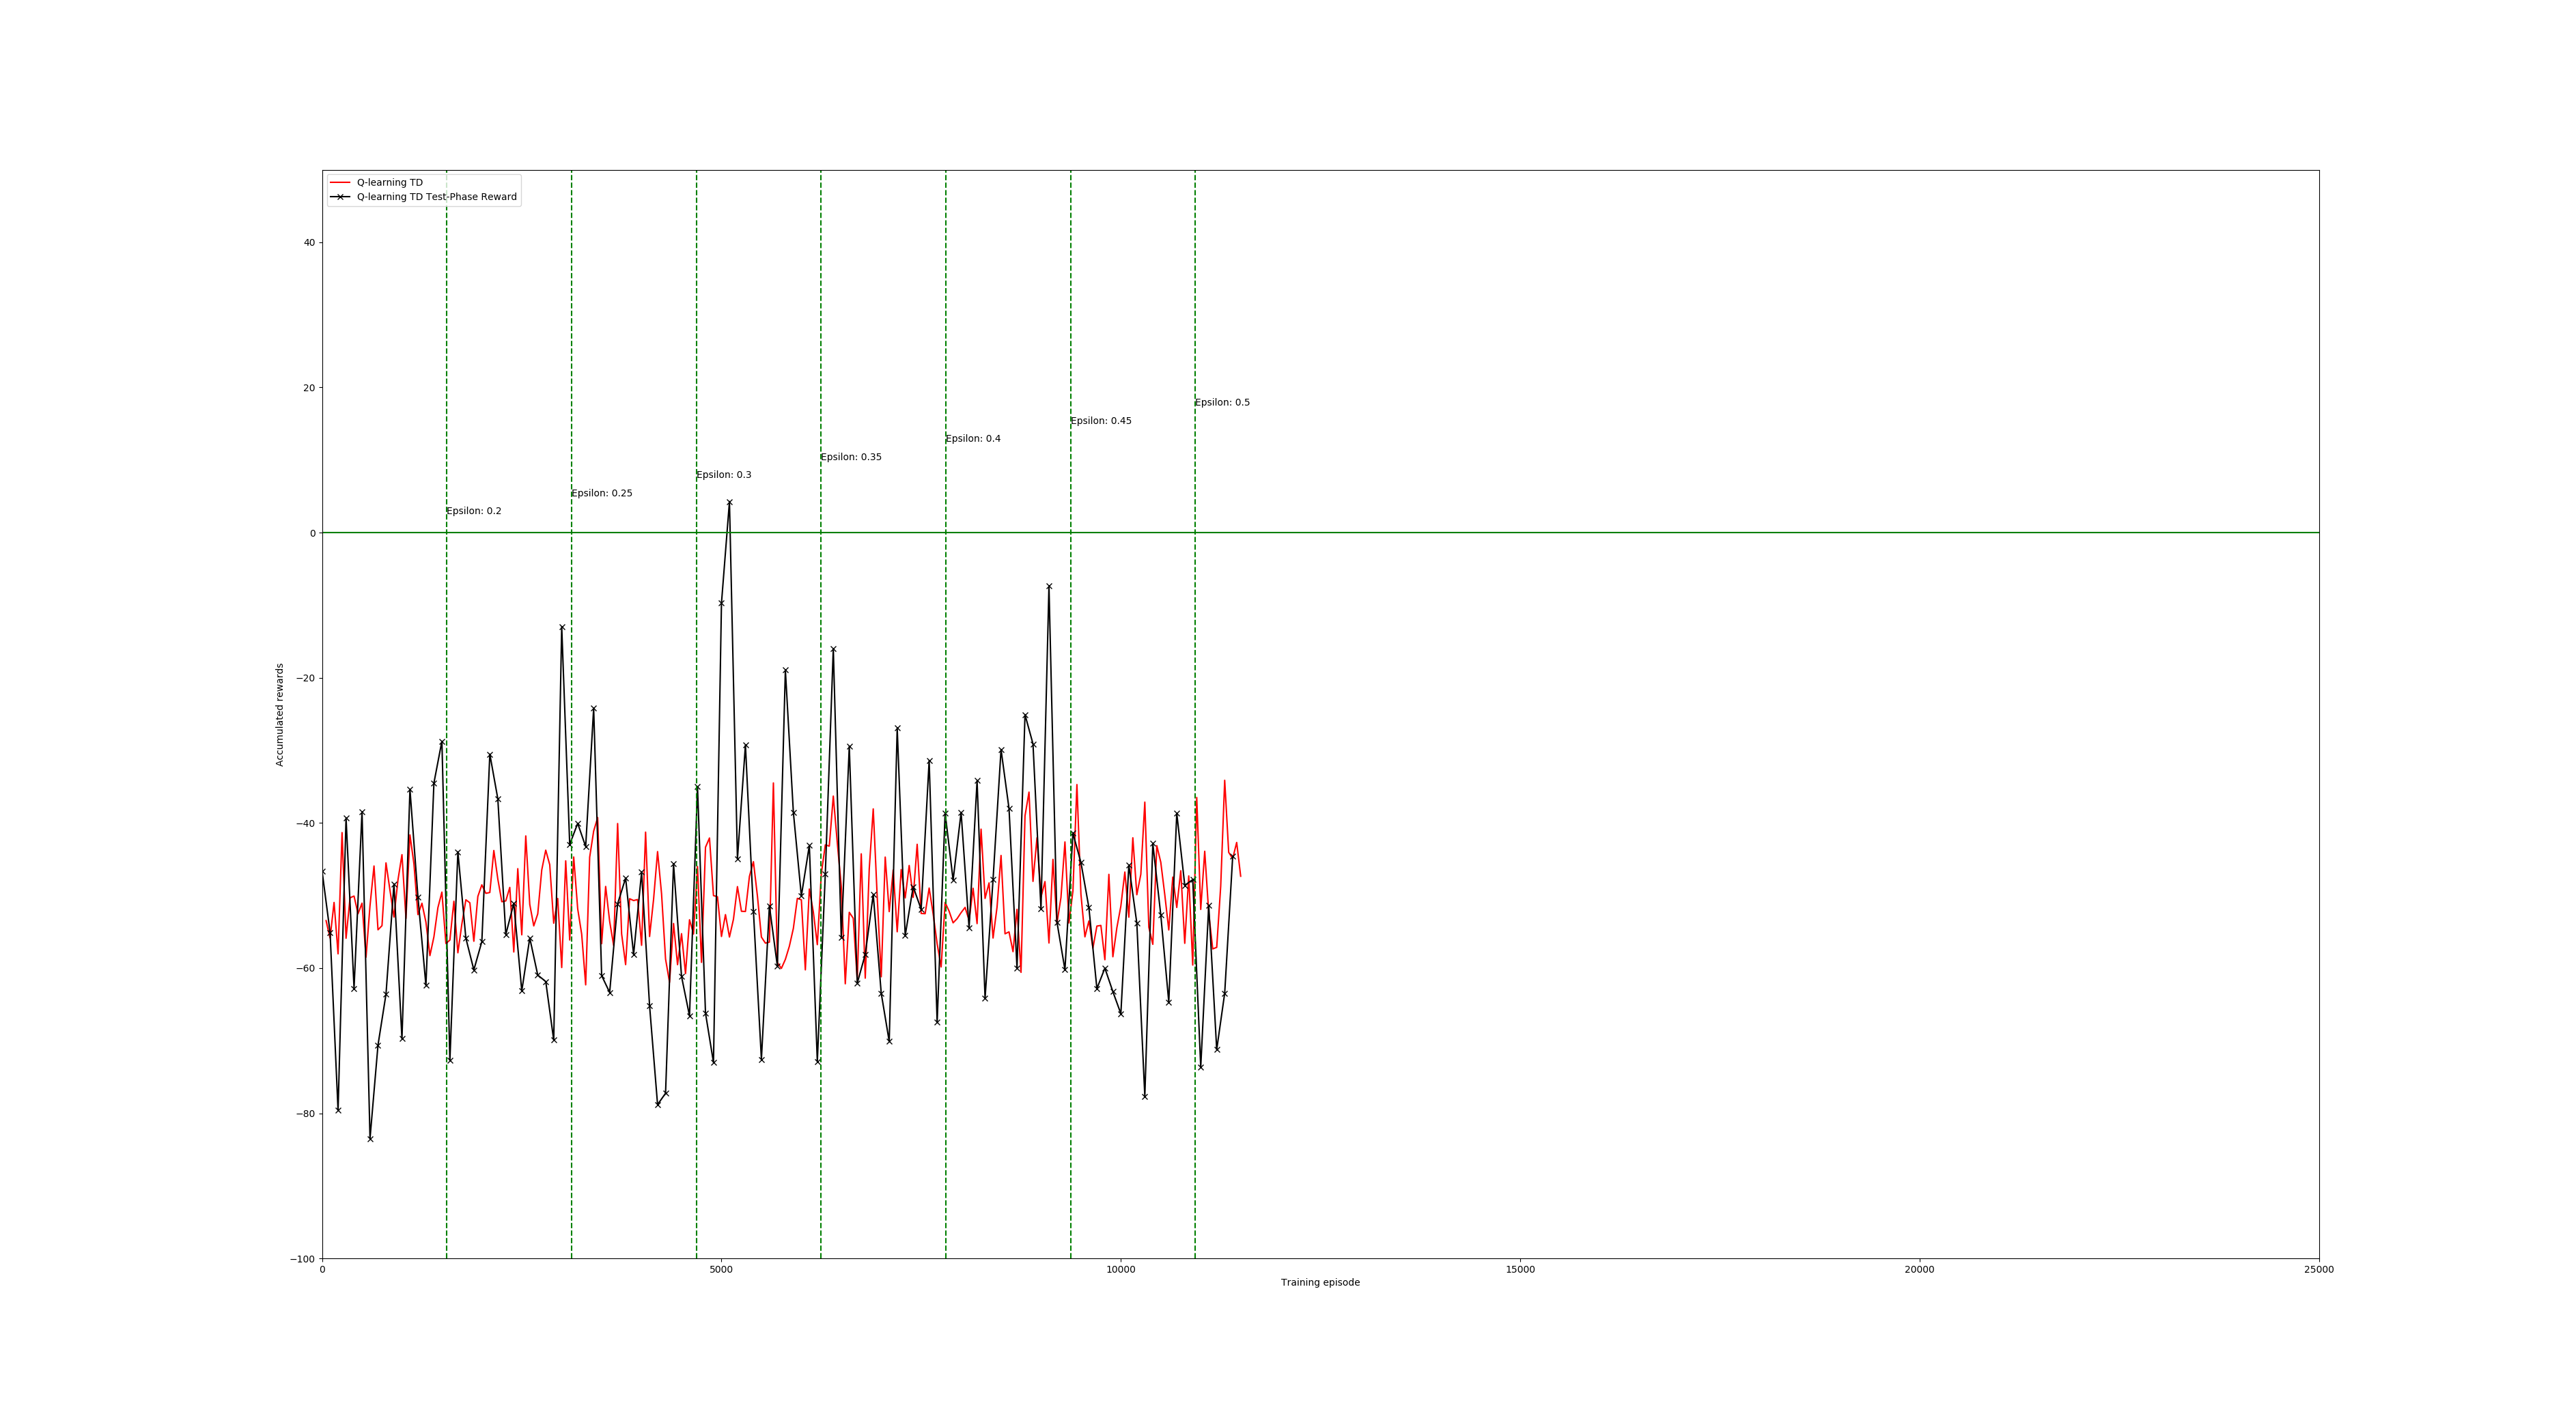 Q-learning TD
Q-learning TD Test-Phase Reward
40
20
0
−20
−40
−60
−80
−100
Accumulated rewards
Epsilon: 0.2
Epsilon: 0.25
Epsilon: 0.3
Epsilon: 0.35
Epsilon: 0.4
Epsilon: 0.45
Epsilon: 0.5
0
5000
10000
15000
20000
25000
Training episode